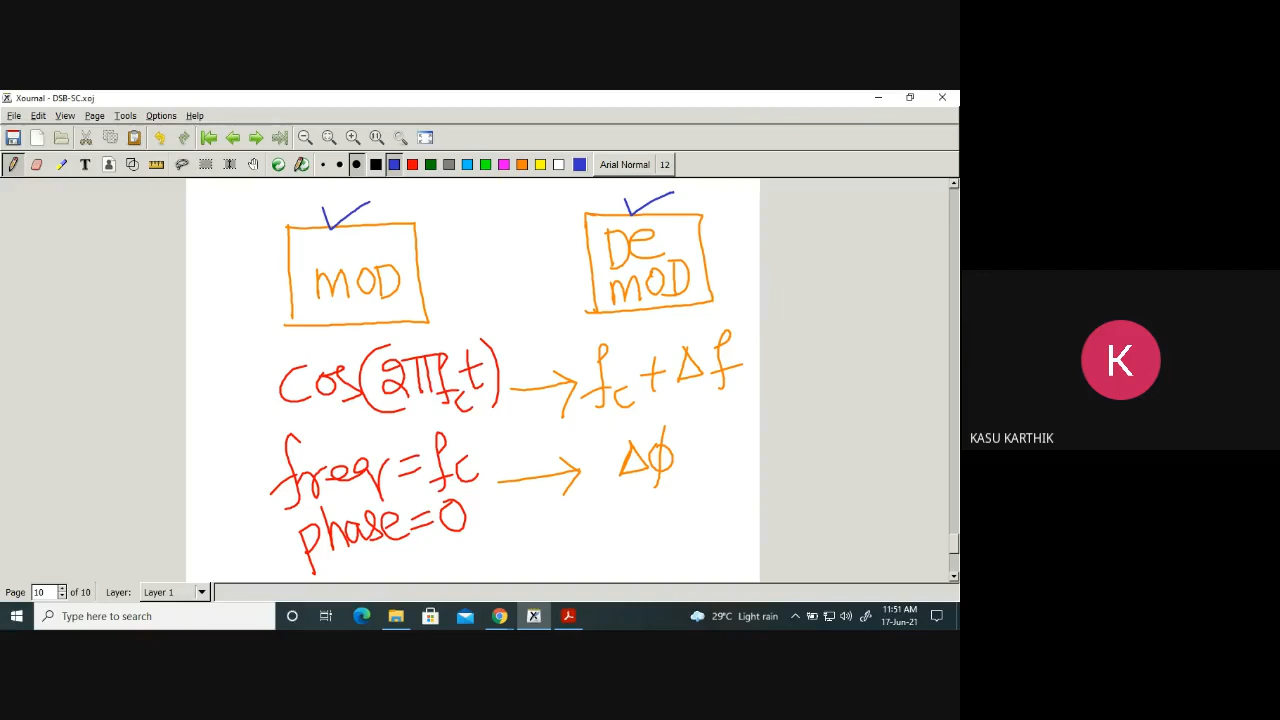 Xournal - DSB-SC.xoj
File Edit View Page Tools Options Help
Arial Normal 12
MOD
De
MOD
cos(2πf_c t) → f_c + Δf
freq = fc → Δϕ
phase = 0
K
KASU KARTHIK
Page 10 of 10 Layer: Layer 1
Type here to search
29°C Light rain
11:51 AM
17-Jun-21